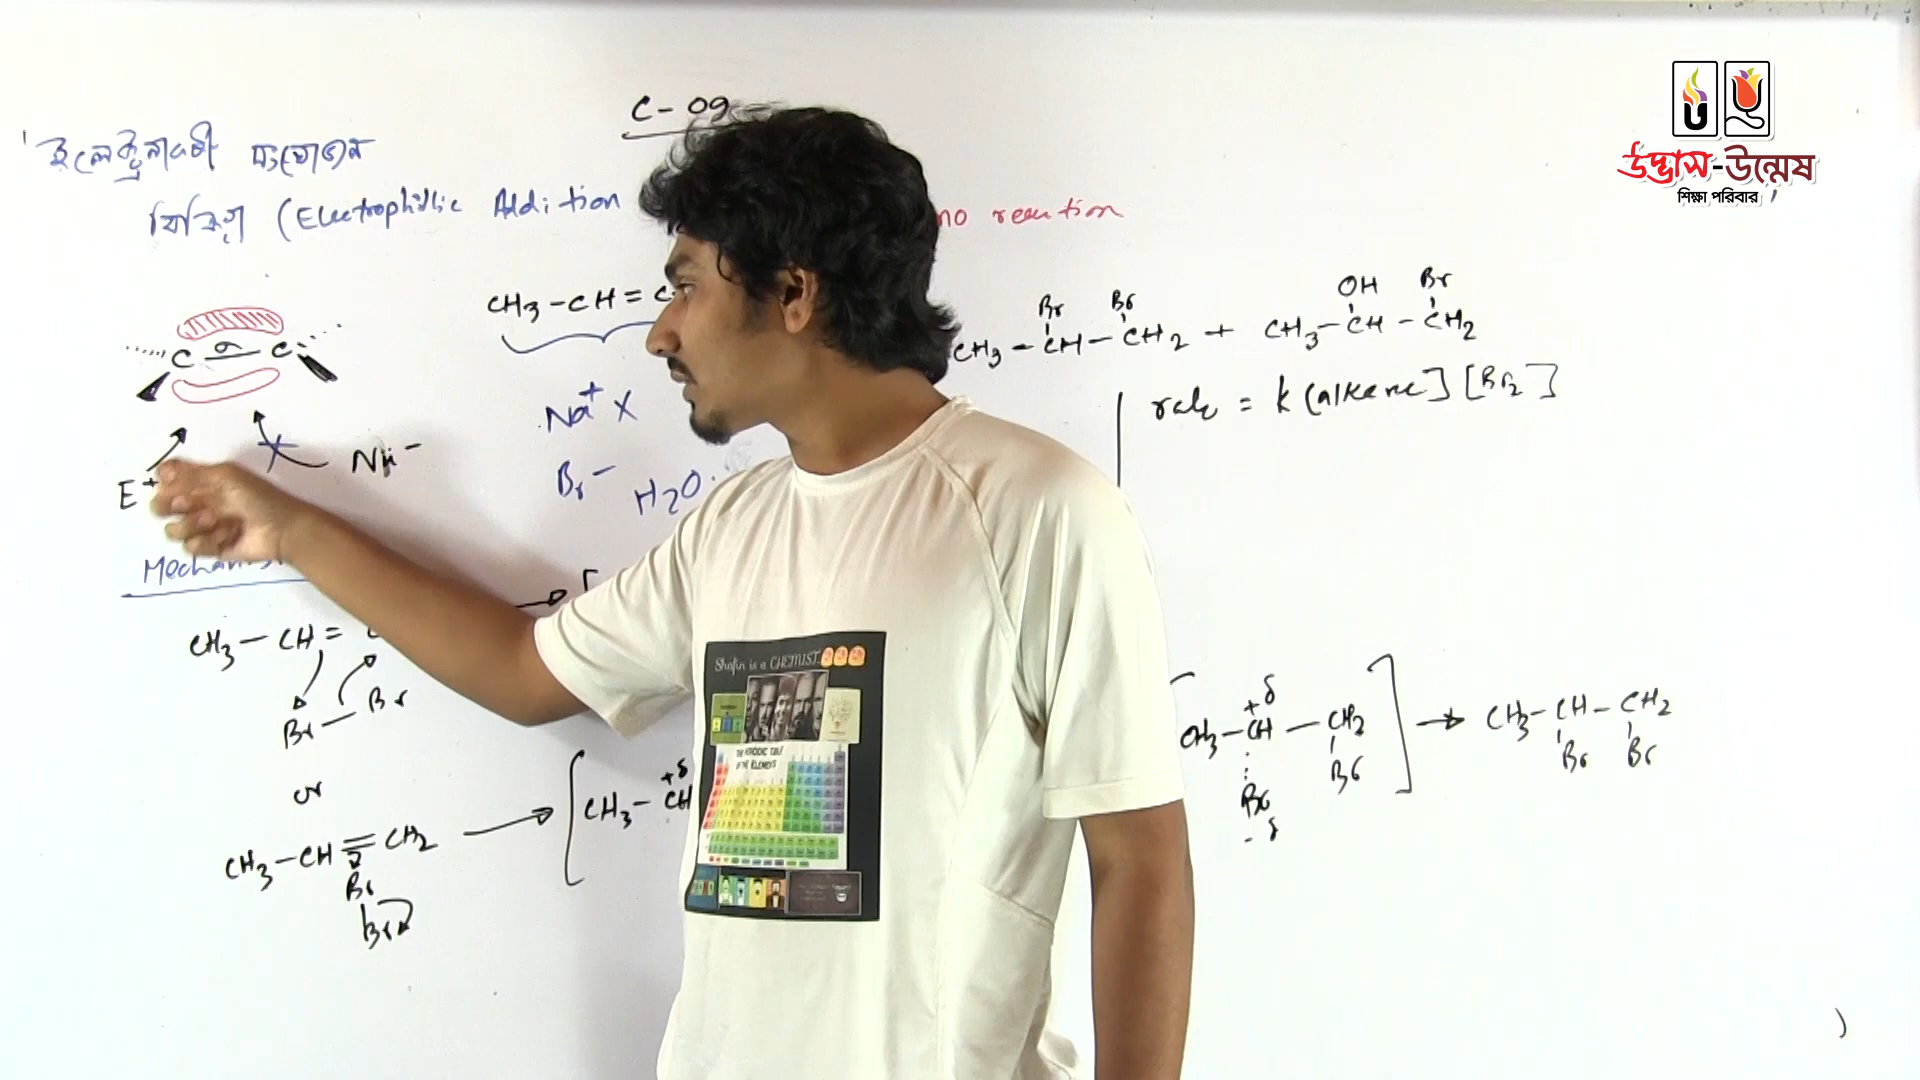 C - 09
ইলেক্ট্রনাকর্ষী সংযোজন
বিক্রিয়া (Electrophilic Addition
no reaction
উদ্ভাস-উন্মেষ
শিক্ষা পরিবার
CH3 - CH = C
Br Br OH Br
CH3 - CH - CH2 + CH3 - CH - CH2
C σ C
rate = k [alkene] [Br2]
Na+ X
E+ Nu-
Br- H2O
Mechanis
CH3 - CH =
Br - Br
or
CH3 - CH = CH2
Br
Br
CH3 - CH
+δ
CH3 - CH - CH2
+δ
Br
Br
-δ
CH3 - CH - CH2
Br Br
Shafin is a CHEMIST
THE PERIODIC TABLE
OF THE ELEMENTS